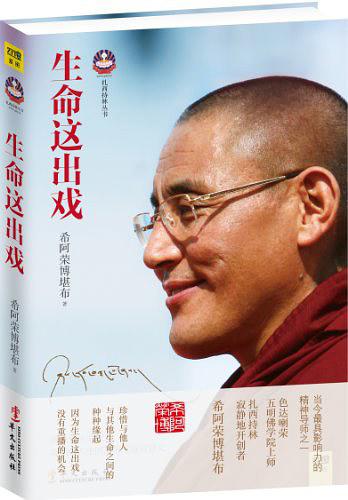 生命这出戏
希阿荣博堪布 著
华文出版社
扎西持林丛书
生命这出戏
希阿荣博堪布 著
当今最具影响力的
精神导师之一
色达喇荣
五明佛学院上师
扎西持林
寂静地开创者
希阿荣博堪布
珍惜与他人
与其他生命之间的
种种缘起
因为生命这出戏
没有重播的机会